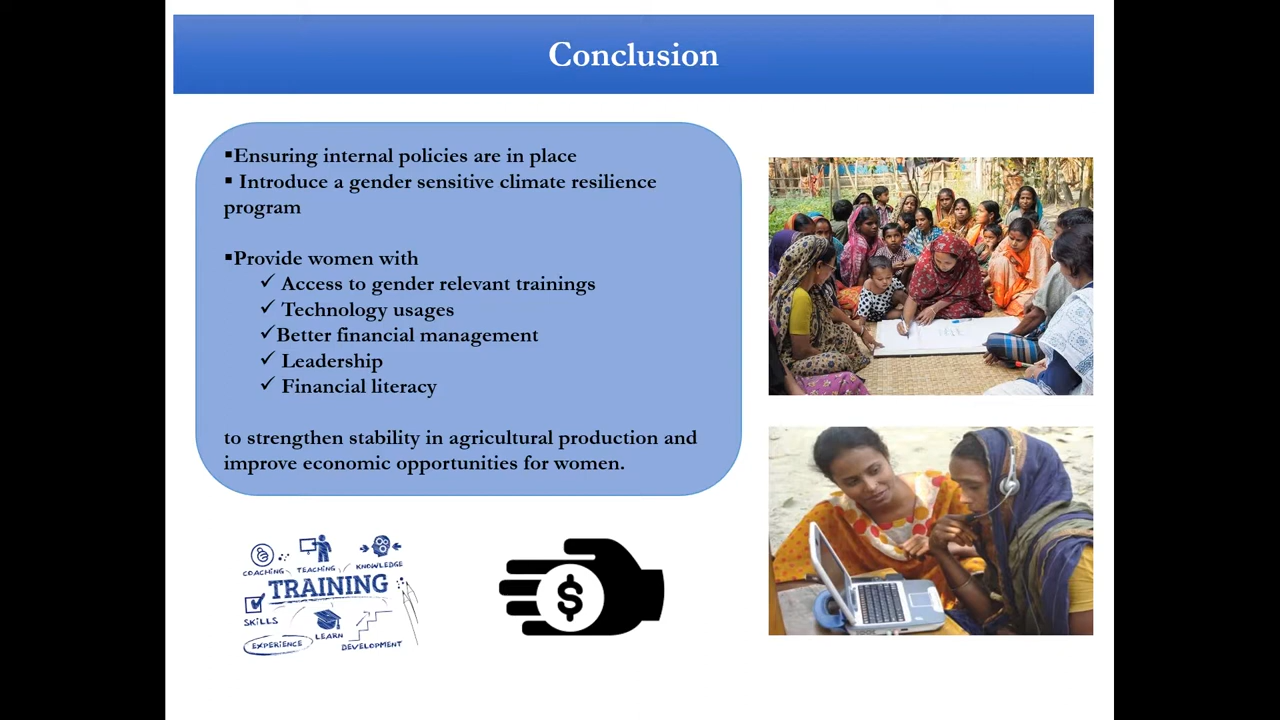 Conclusion
▪Ensuring internal policies are in place
▪ Introduce a gender sensitive climate resilience
program
▪Provide women with
✓ Access to gender relevant trainings
✓ Technology usages
✓Better financial management
✓ Leadership
✓ Financial literacy
to strengthen stability in agricultural production and
improve economic opportunities for women.
COACHING
TEACHING
KNOWLEDGE
TRAINING
SKILLS
LEARN
EXPERIENCE
DEVELOPMENT
$